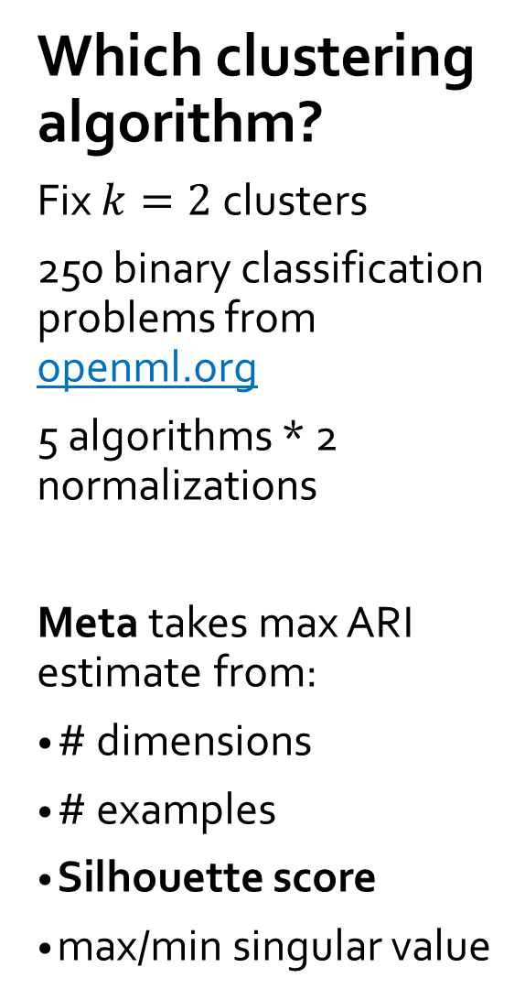 Which clustering
algorithm?
Fix k = 2 clusters
250 binary classification
problems from
openml.org
5 algorithms * 2
normalizations
Meta takes max ARI
estimate from:
•# dimensions
•# examples
•Silhouette score
•max/min singular value